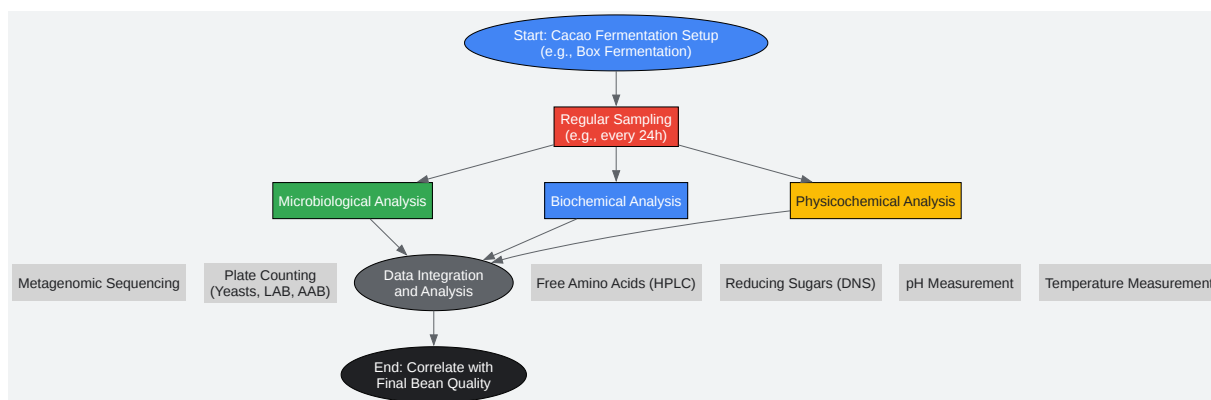 Start: Cacao Fermentation Setup
(e.g., Box Fermentation)
Regular Sampling
(e.g., every 24h)
Microbiological Analysis
Biochemical Analysis
Physicochemical Analysis
Metagenomic Sequencing
Plate Counting
(Yeasts, LAB, AAB)
Data Integration
and Analysis
Free Amino Acids (HPLC)
Reducing Sugars (DNS)
pH Measurement
Temperature Measurement
End: Correlate with
Final Bean Quality